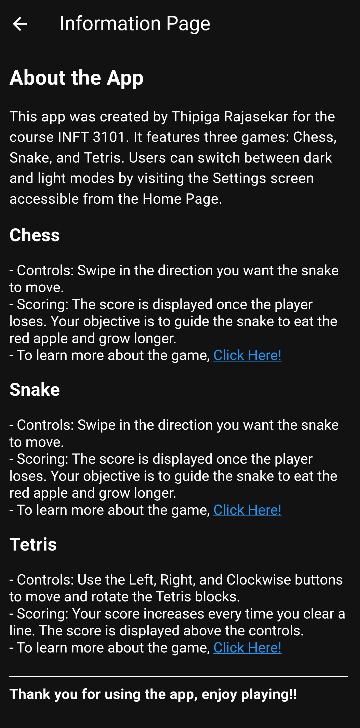 Information Page
About the App
This app was created by Thipiga Rajasekar for the
course INFT 3101. It features three games: Chess,
Snake, and Tetris. Users can switch between dark
and light modes by visiting the Settings screen
accessible from the Home Page.
Chess
- Controls: Swipe in the direction you want the snake
to move.
- Scoring: The score is displayed once the player
loses. Your objective is to guide the snake to eat the
red apple and grow longer.
- To learn more about the game, Click Here!
Snake
- Controls: Swipe in the direction you want the snake
to move.
- Scoring: The score is displayed once the player
loses. Your objective is to guide the snake to eat the
red apple and grow longer.
- To learn more about the game, Click Here!
Tetris
- Controls: Use the Left, Right, and Clockwise buttons
to move and rotate the Tetris blocks.
- Scoring: Your score increases every time you clear a
line. The score is displayed above the controls.
- To learn more about the game, Click Here!
Thank you for using the app, enjoy playing!!